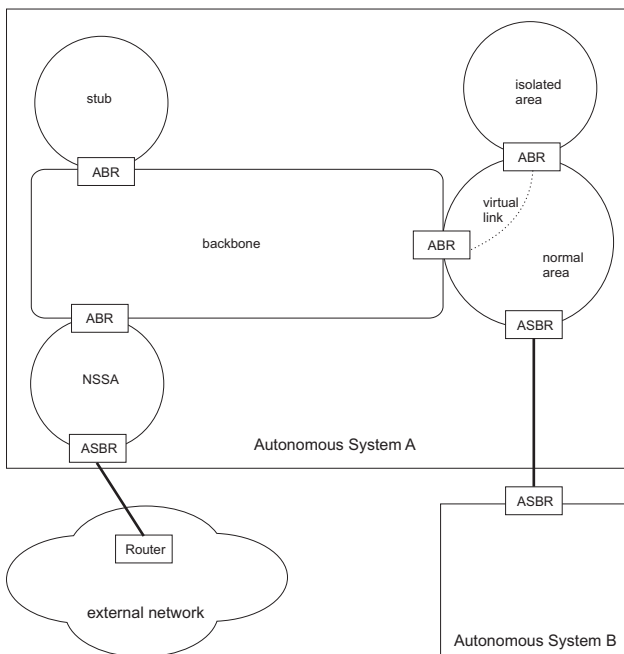 stub
isolated
area
ABR
ABR
virtual
link
backbone
ABR
normal
area
ABR
ASBR
NSSA
ASBR
Autonomous System A
ASBR
Router
external network
Autonomous System B